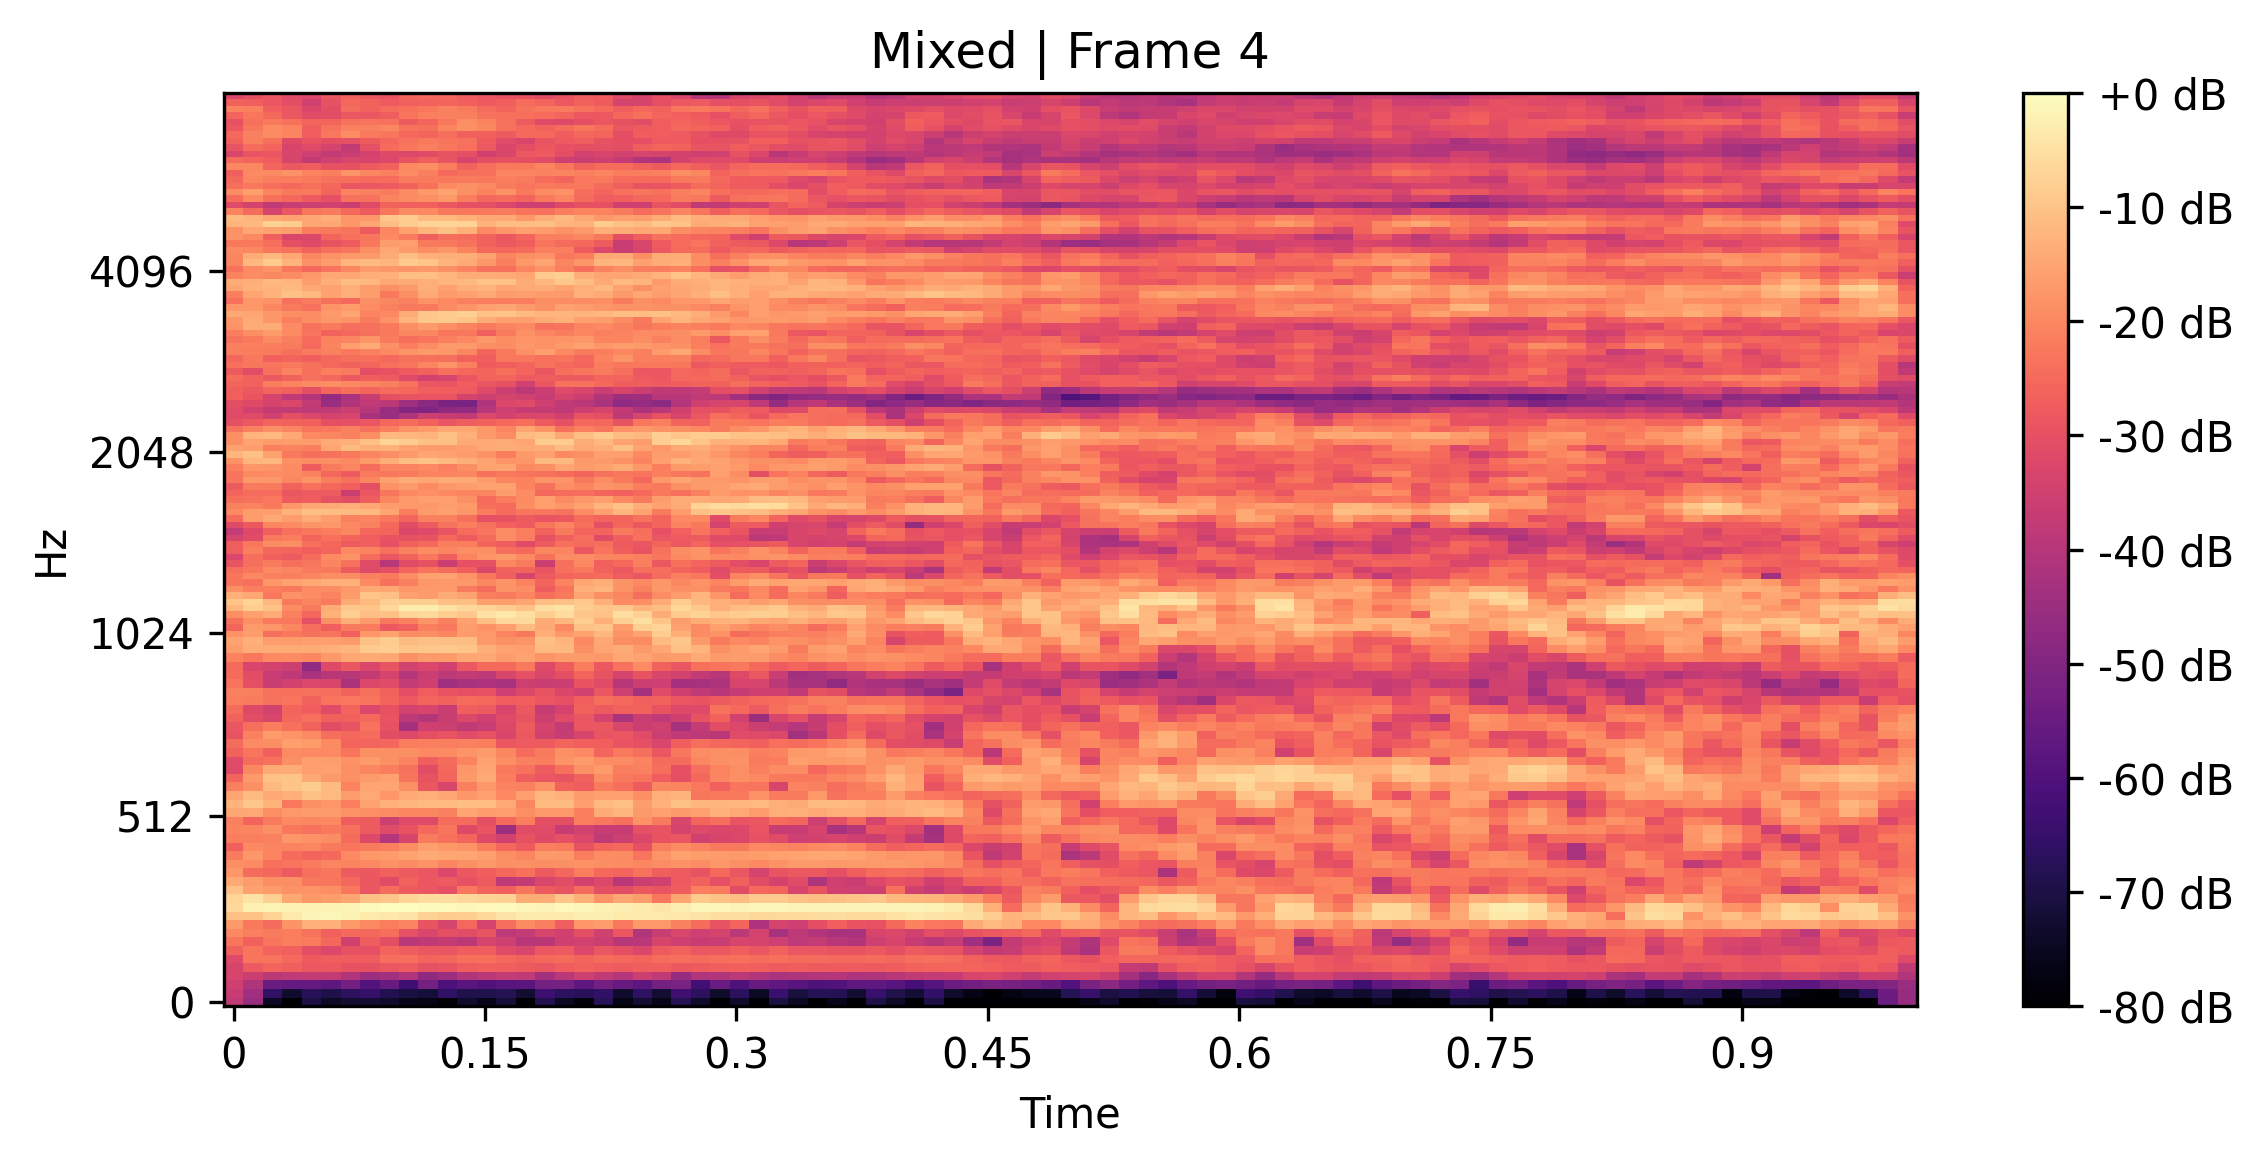 Mixed | Frame 4
+0 dB
-10 dB
-20 dB
-30 dB
-40 dB
-50 dB
-60 dB
-70 dB
-80 dB
4096
2048
1024
512
0
Hz
0 0.15 0.3 0.45 0.6 0.75 0.9
Time